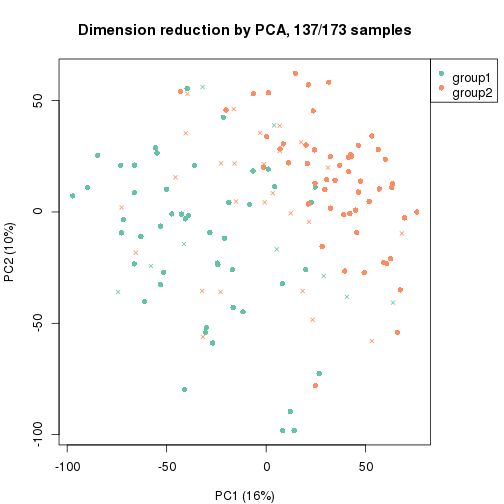 Dimension reduction by PCA, 137/173 samples
group1
group2
50
0
-50
-100
PC2 (10%)
-100
-50
0
50
PC1 (16%)